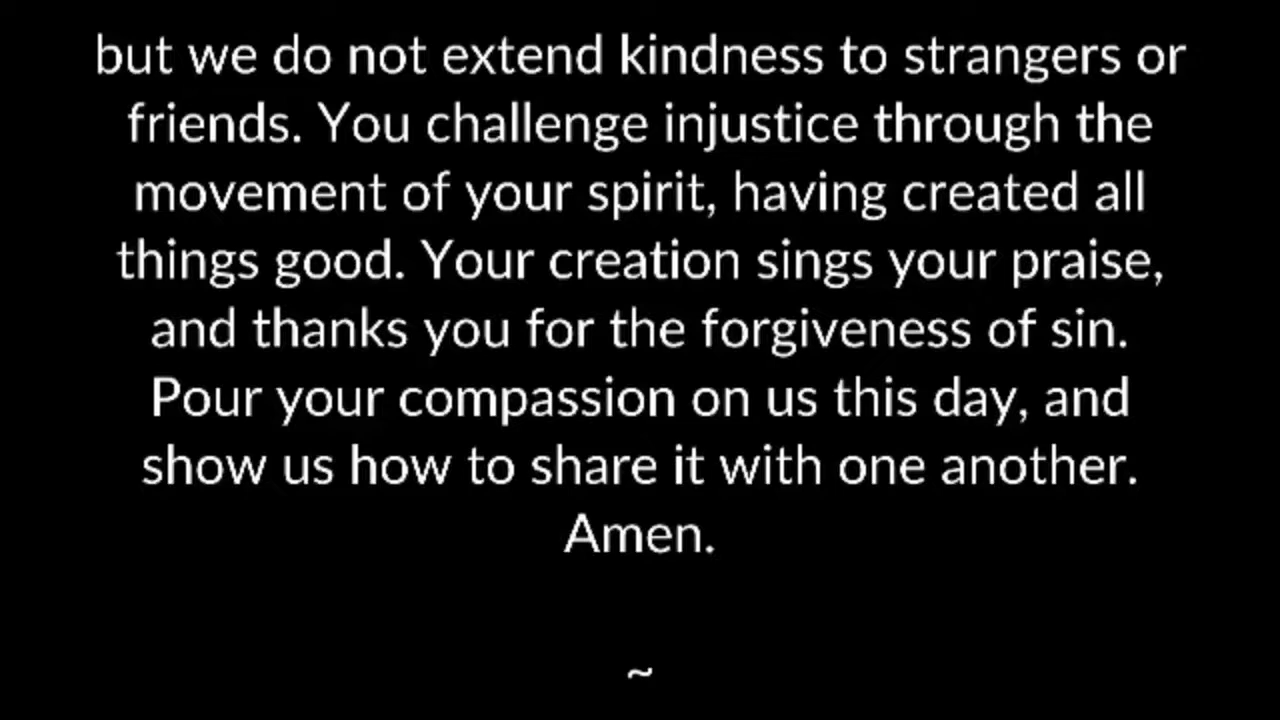 but we do not extend kindness to strangers or
friends. You challenge injustice through the
movement of your spirit, having created all
things good. Your creation sings your praise,
and thanks you for the forgiveness of sin.
Pour your compassion on us this day, and
show us how to share it with one another.
Amen.
~